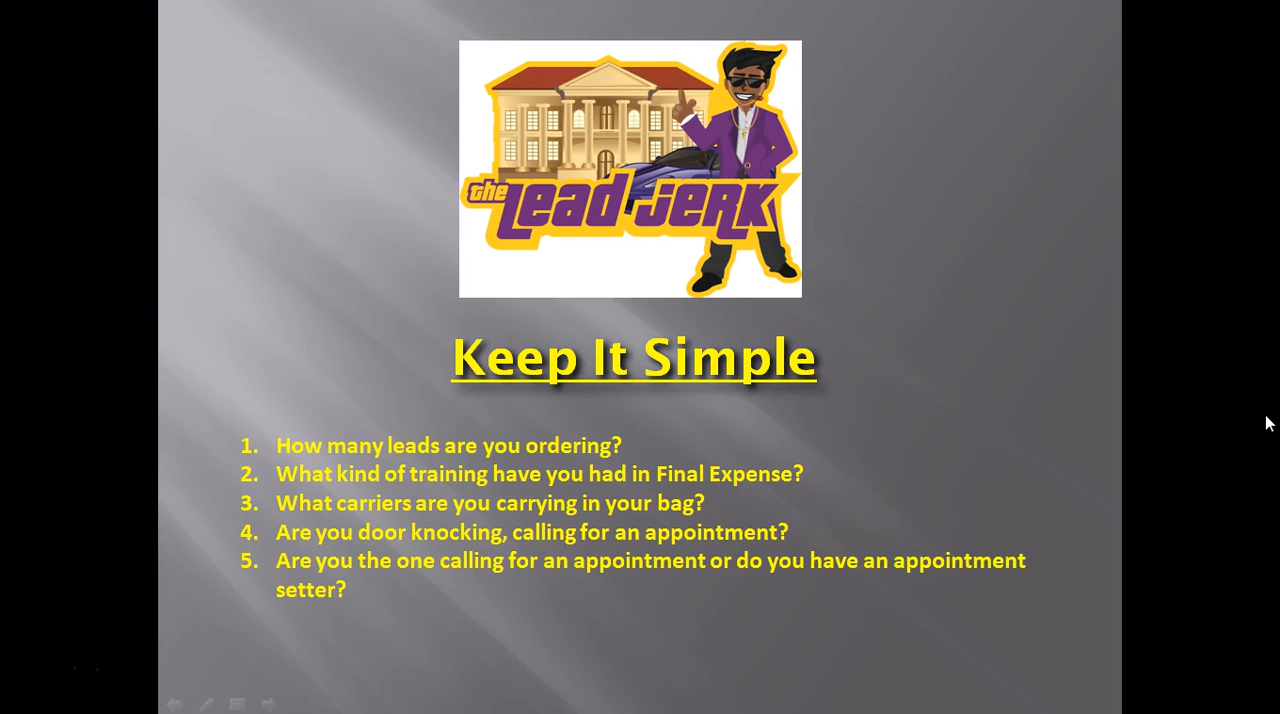 the Lead Jerk
Keep It Simple
1. How many leads are you ordering?
2. What kind of training have you had in Final Expense?
3. What carriers are you carrying in your bag?
4. Are you door knocking, calling for an appointment?
5. Are you the one calling for an appointment or do you have an appointment
setter?